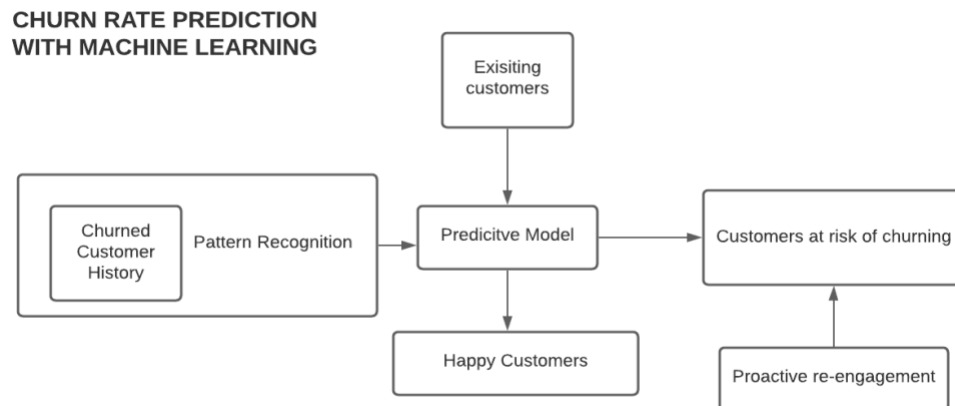 CHURN RATE PREDICTION
WITH MACHINE LEARNING
Exisiting
customers
Churned
Customer
History
Pattern Recognition
Predicitve Model
Customers at risk of churning
Happy Customers
Proactive re-engagement